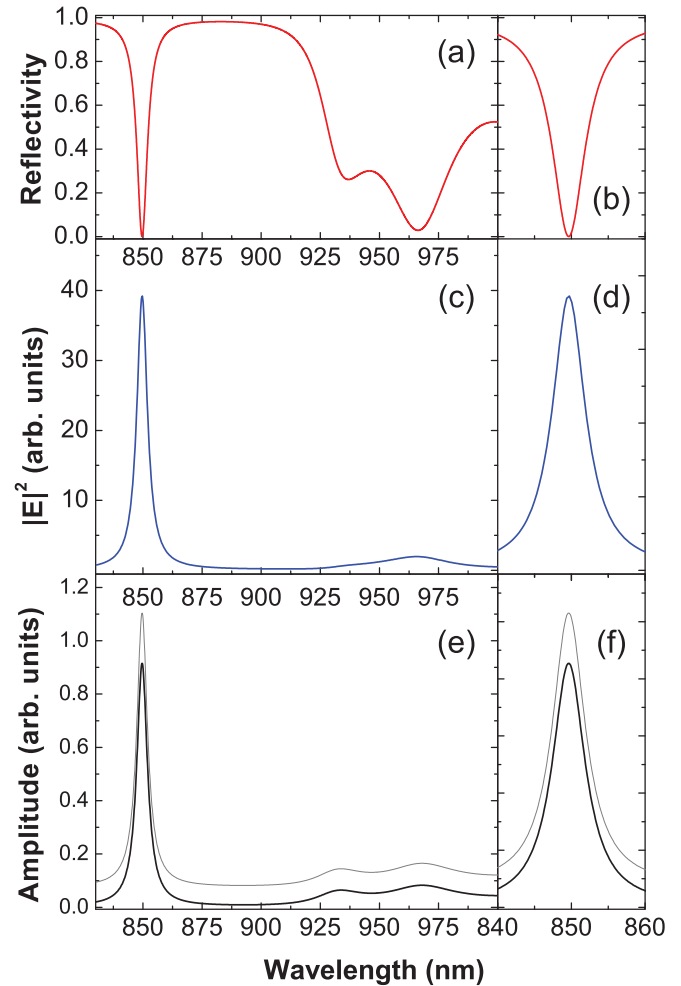 1.0
0.8
0.6
0.4
0.2
0.0
Reflectivity
(a)
(b)
850 875 900 925 950 975
40
30
20
10
|E|² (arb. units)
(c)
(d)
850 875 900 925 950 975
1.2
1.0
0.8
0.6
0.4
0.2
0.0
Amplitude (arb. units)
(e)
(f)
850 875 900 925 950 975 840 850 860
Wavelength (nm)